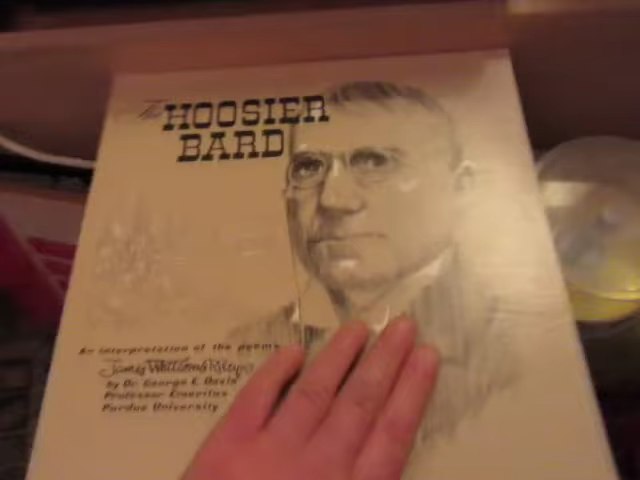 The HOOSIER
BARD
An interpretation of the poems
James Whitcomb Riley
by Dr. George E. Davis
Professor Emeritus
Purdue University